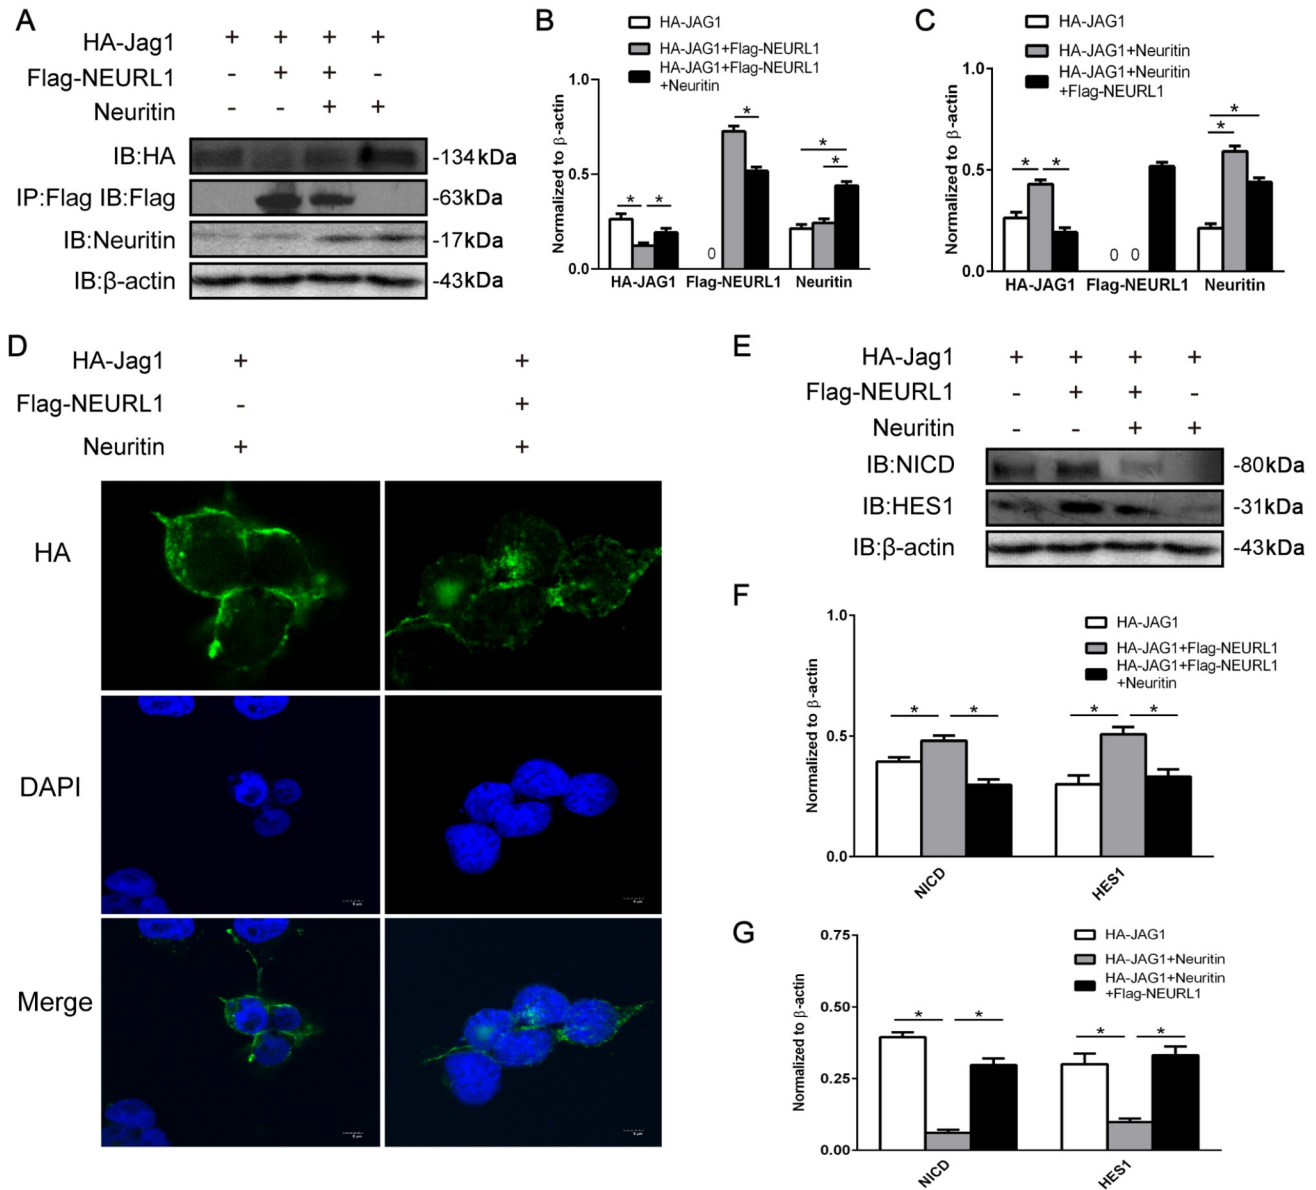 A
HA-Jag1 + + + +
Flag-NEURL1 - + + -
Neuritin - - + +
IB:HA -134kDa
IP:Flag IB:Flag -63kDa
IB:Neuritin -17kDa
IB:β-actin -43kDa
B
HA-JAG1
HA-JAG1+Flag-NEURL1
HA-JAG1+Flag-NEURL1
+Neuritin
Normalized to β-actin
1.0
0.5
0.0
* *
0
*
*
*
HA-JAG1 Flag-NEURL1 Neuritin
C
HA-JAG1
HA-JAG1+Neuritin
HA-JAG1+Neuritin
+Flag-NEURL1
Normalized to β-actin
1.0
0.5
0.0
* *
0 0
*
*
HA-JAG1 Flag-NEURL1 Neuritin
D
HA-Jag1 + +
Flag-NEURL1 - +
Neuritin + +
HA
DAPI
Merge
E
HA-Jag1 + + + +
Flag-NEURL1 - + + -
Neuritin - - + +
IB:NICD -80kDa
IB:HES1 -31kDa
IB:β-actin -43kDa
F
HA-JAG1
HA-JAG1+Flag-NEURL1
HA-JAG1+Flag-NEURL1
+Neuritin
Normalized to β-actin
1.0
0.5
0.0
* * * *
NICD HES1
G
HA-JAG1
HA-JAG1+Neuritin
HA-JAG1+Neuritin
+Flag-NEURL1
Normalized to β-actin
0.75
0.50
0.25
0.00
* * * *
NICD HES1